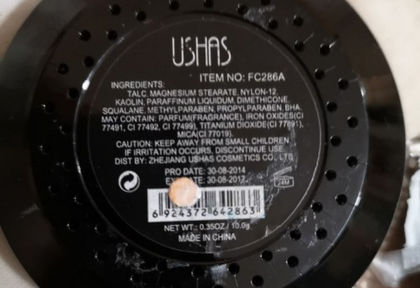 USHAS
ITEM NO: FC286A
INGREDIENTS:
TALC, MAGNESIUM STEARATE, NYLON-12
KAOLIN, PARAFFINUM LIQUIDUM, DIMETHICONE,
SQUALANE, METHYLPARABEN, PROPYLPARABEN, BHA.
MAY CONTAIN: PARFUM(FRAGRANCE), IRON OXIDES(CI
77491, CI 77492, CI 77499), TITANIUM DIOXIDE(CI 77891),
MICA(CI 77019).
CAUTION: KEEP AWAY FROM SMALL CHILDREN
IF IRRITATION OCCURS, DISCONTINUE USE.
DIST BY: ZHEJIANG USHAS COSMETICS CO., LTD
PRO DATE: 30-08-2014
DATE: 30-08-2017
24M
6 924372 642863
NET WT.: 0.35OZ / 10.0g
MADE IN CHINA